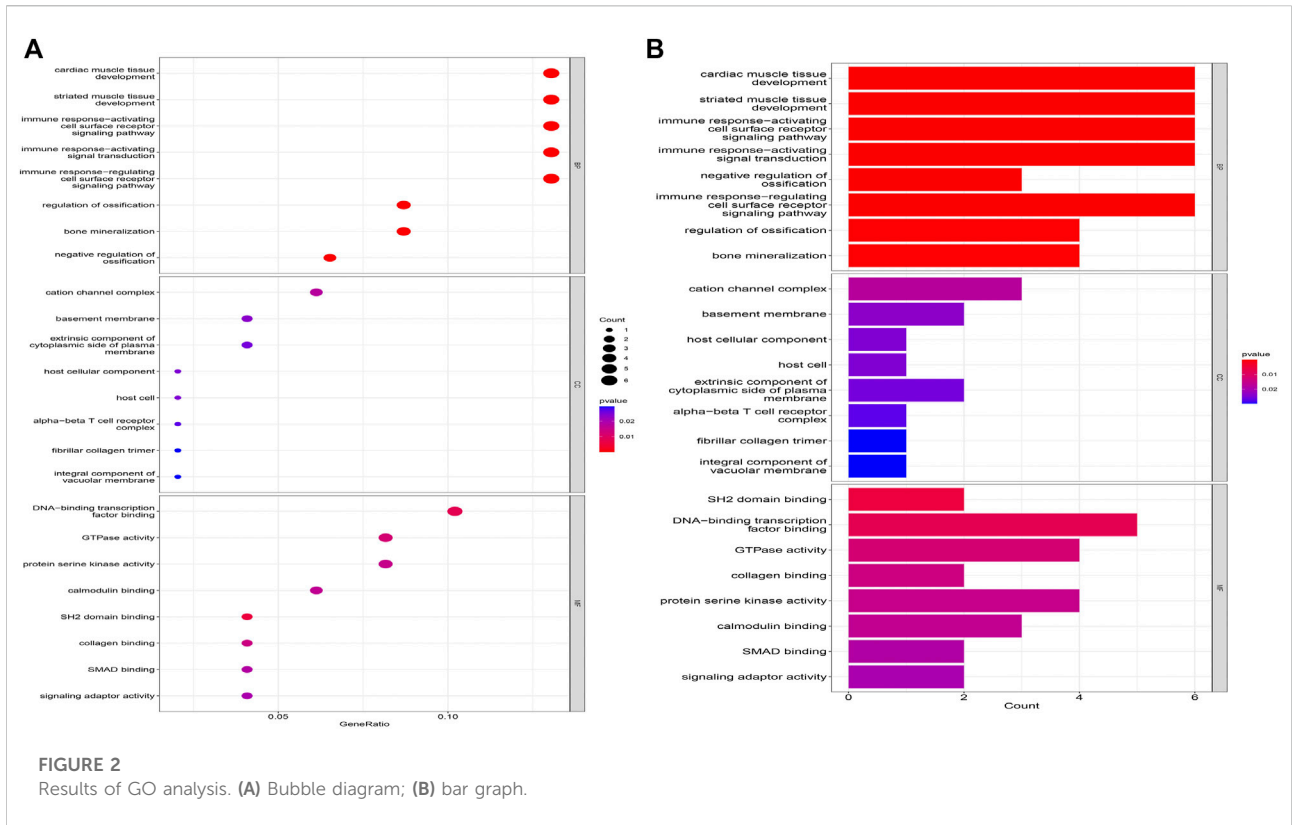 A
cardiac muscle tissue
development
striated muscle tissue
development
immune response−activating
cell surface receptor
signaling pathway
immune response−activating
signal transduction
immune response−regulating
cell surface receptor
signaling pathway
regulation of ossification
bone mineralization
negative regulation of
ossification
BP
cation channel complex
basement membrane
extrinsic component of
cytoplasmic side of plasma
membrane
host cellular component
host cell
alpha−beta T cell receptor
complex
fibrillar collagen trimer
integral component of
vacuolar membrane
CC
DNA−binding transcription
factor binding
GTPase activity
protein serine kinase activity
calmodulin binding
SH2 domain binding
collagen binding
SMAD binding
signaling adaptor activity
MF
0.05
0.10
GeneRatio
Count
1
2
3
4
5
6
pvalue
0.02
0.01
B
cardiac muscle tissue
development
striated muscle tissue
development
immune response−activating
cell surface receptor
signaling pathway
immune response−activating
signal transduction
negative regulation of
ossification
immune response−regulating
cell surface receptor
signaling pathway
regulation of ossification
bone mineralization
BP
cation channel complex
basement membrane
host cellular component
host cell
extrinsic component of
cytoplasmic side of plasma
membrane
alpha−beta T cell receptor
complex
fibrillar collagen trimer
integral component of
vacuolar membrane
CC
SH2 domain binding
DNA−binding transcription
factor binding
GTPase activity
collagen binding
protein serine kinase activity
calmodulin binding
SMAD binding
signaling adaptor activity
MF
0
2
4
6
Count
pvalue
0.01
0.02
FIGURE 2
Results of GO analysis. (A) Bubble diagram; (B) bar graph.